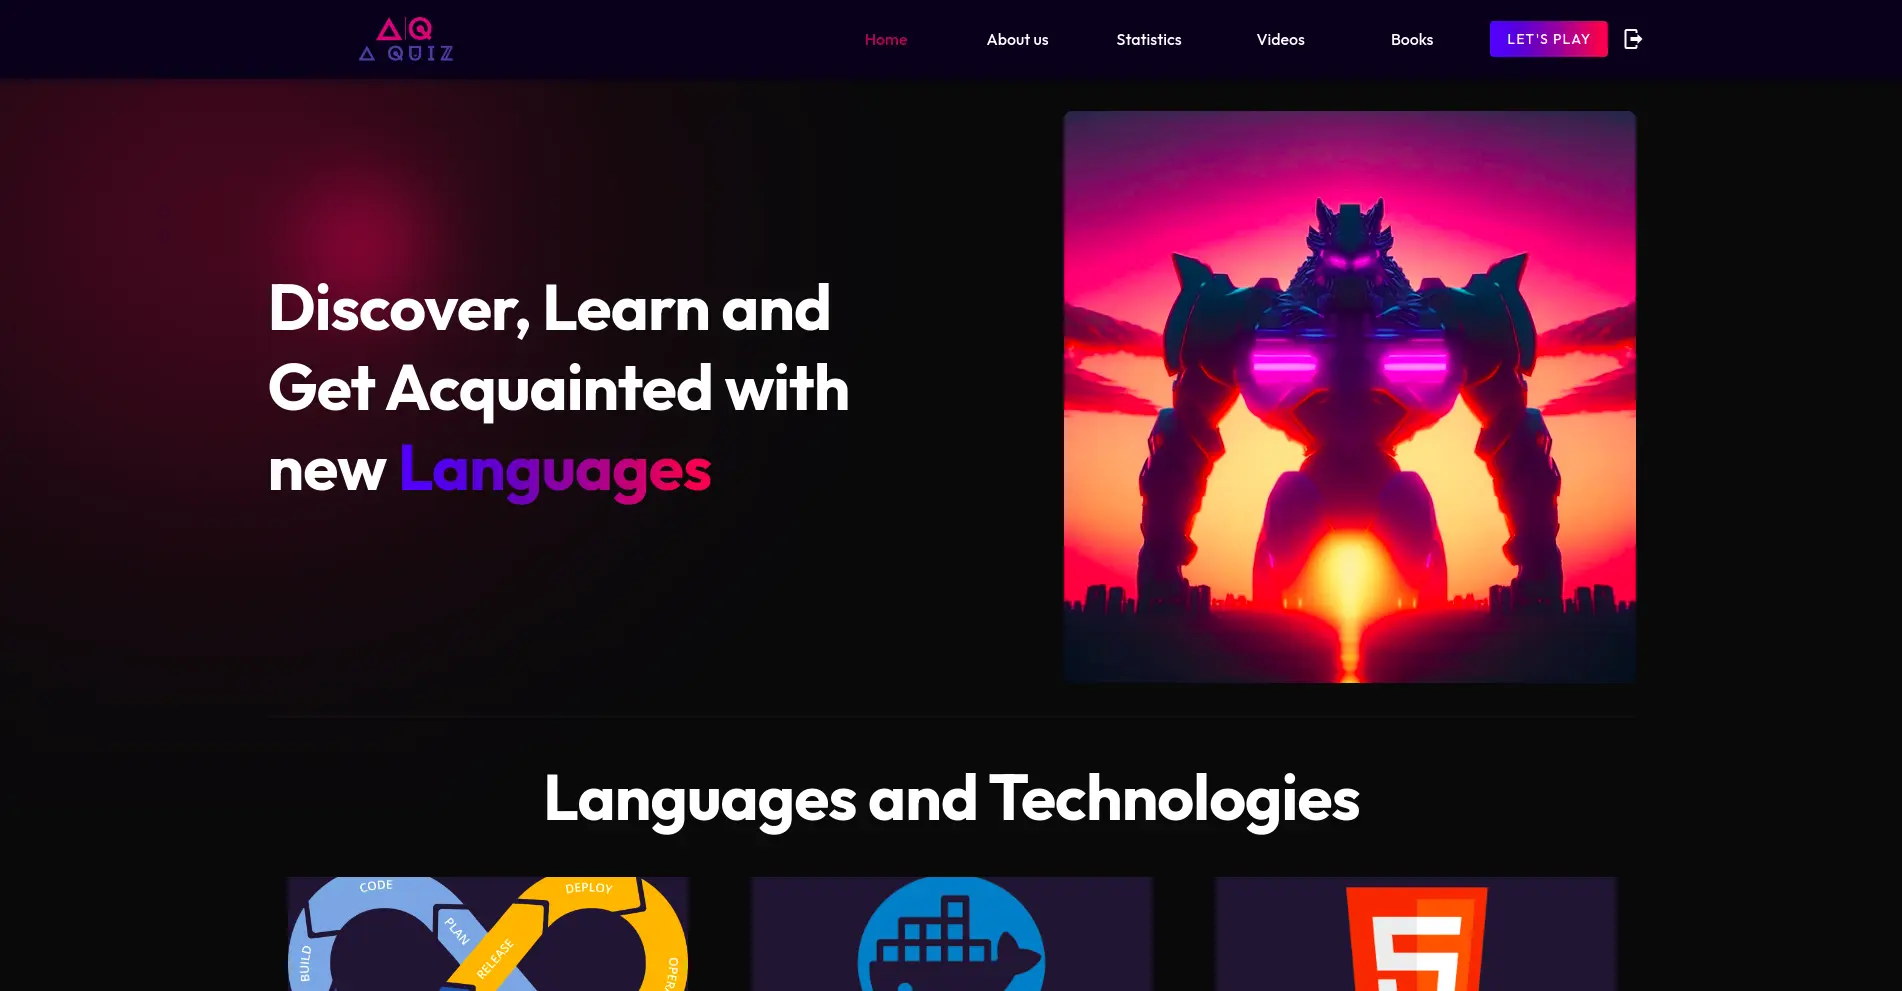 A|Q
A QUIZ
Home
About us
Statistics
Videos
Books
LET'S PLAY
Discover, Learn and
Get Acquainted with
new Languages
Languages and Technologies
CODE
DEPLOY
PLAN
RELEASE
BUILD